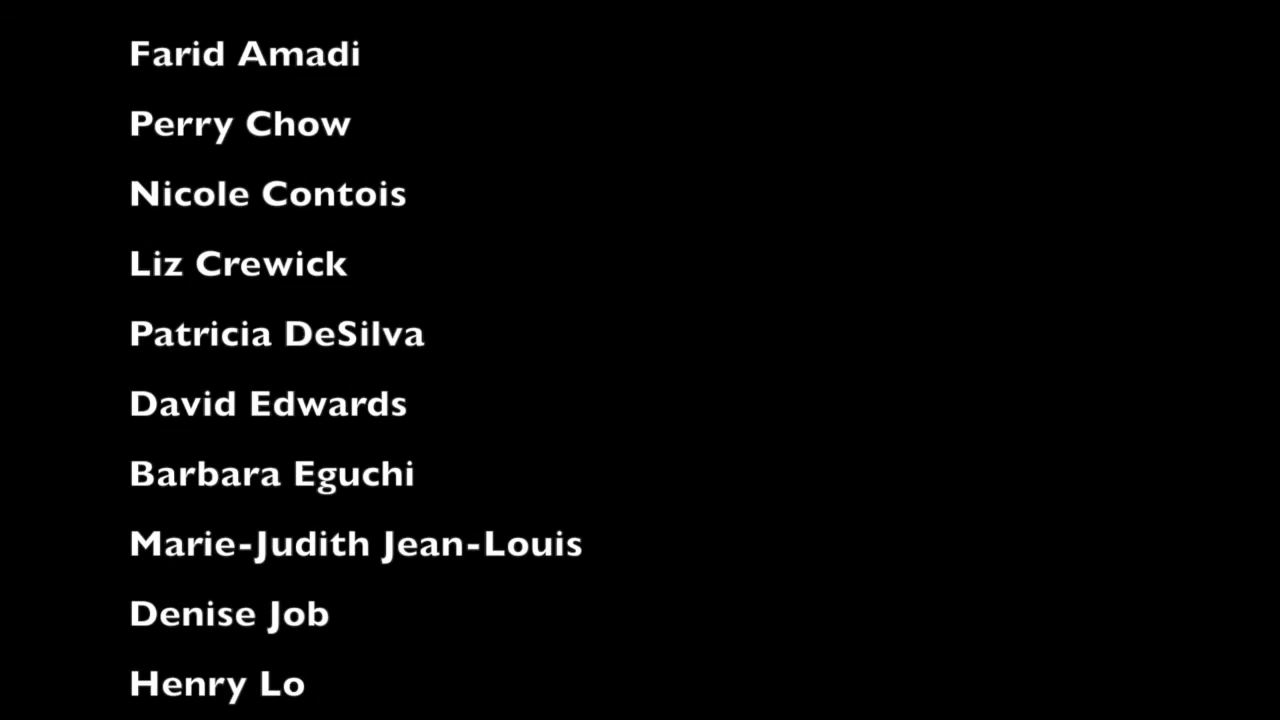 Farid Amadi
Perry Chow
Nicole Contois
Liz Crewick
Patricia DeSilva
David Edwards
Barbara Eguchi
Marie-Judith Jean-Louis
Denise Job
Henry Lo